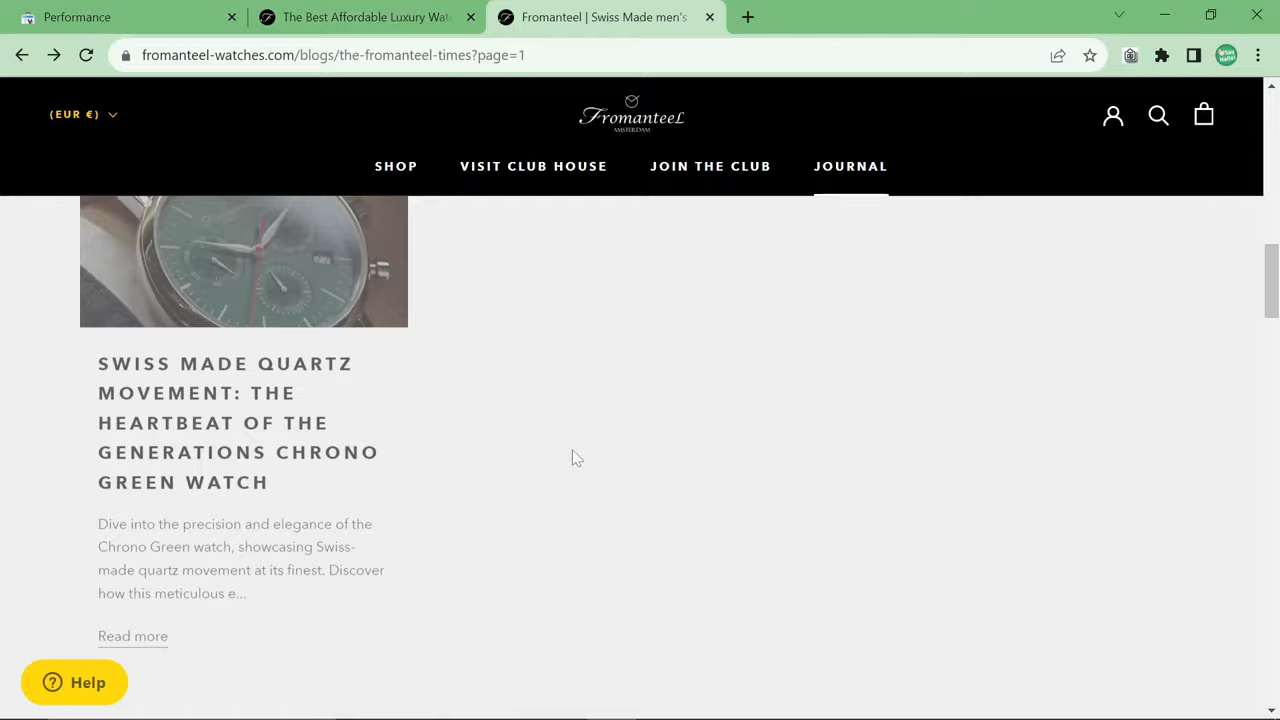 Performance
The Best Affordable Luxury Wat
Fromanteel | Swiss Made men's
fromanteel-watches.com/blogs/the-fromanteel-times?page=1
(EUR €)
Fromanteel
AMSTERDAM
SHOP
VISIT CLUB HOUSE
JOIN THE CLUB
JOURNAL
SWISS MADE QUARTZ
MOVEMENT: THE
HEARTBEAT OF THE
GENERATIONS CHRONO
GREEN WATCH
Dive into the precision and elegance of the
Chrono Green watch, showcasing Swiss-
made quartz movement at its finest. Discover
how this meticulous e...
Read more
Help